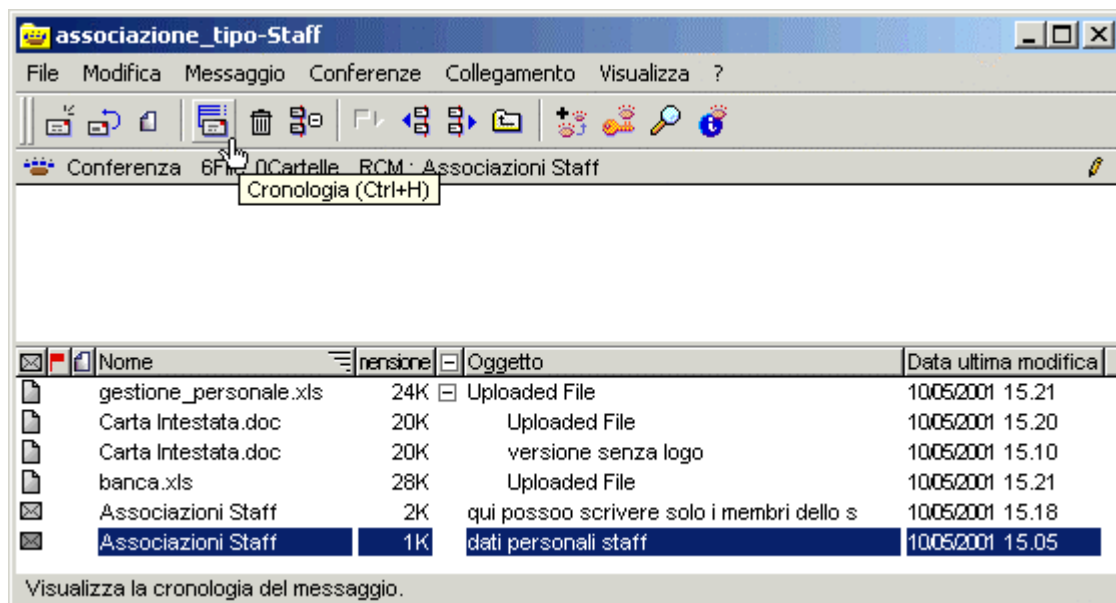 associazione_tipo-Staff
File Modifica Messaggio Conferenze Collegamento Visualizza ?
Conferenza 6File 0Cartelle RCM : Associazioni Staff
Cronologia (Ctrl+H)
Nome nensione Oggetto Data ultima modifica
gestione_personale.xls 24K Uploaded File 10/05/2001 15.21
Carta Intestata.doc 20K Uploaded File 10/05/2001 15.20
Carta Intestata.doc 20K versione senza logo 10/05/2001 15.10
banca.xls 28K Uploaded File 10/05/2001 15.21
Associazioni Staff 2K qui possoo scrivere solo i membri dello s 10/05/2001 15.18
Associazioni Staff 1K dati personali staff 10/05/2001 15.05
Visualizza la cronologia del messaggio.